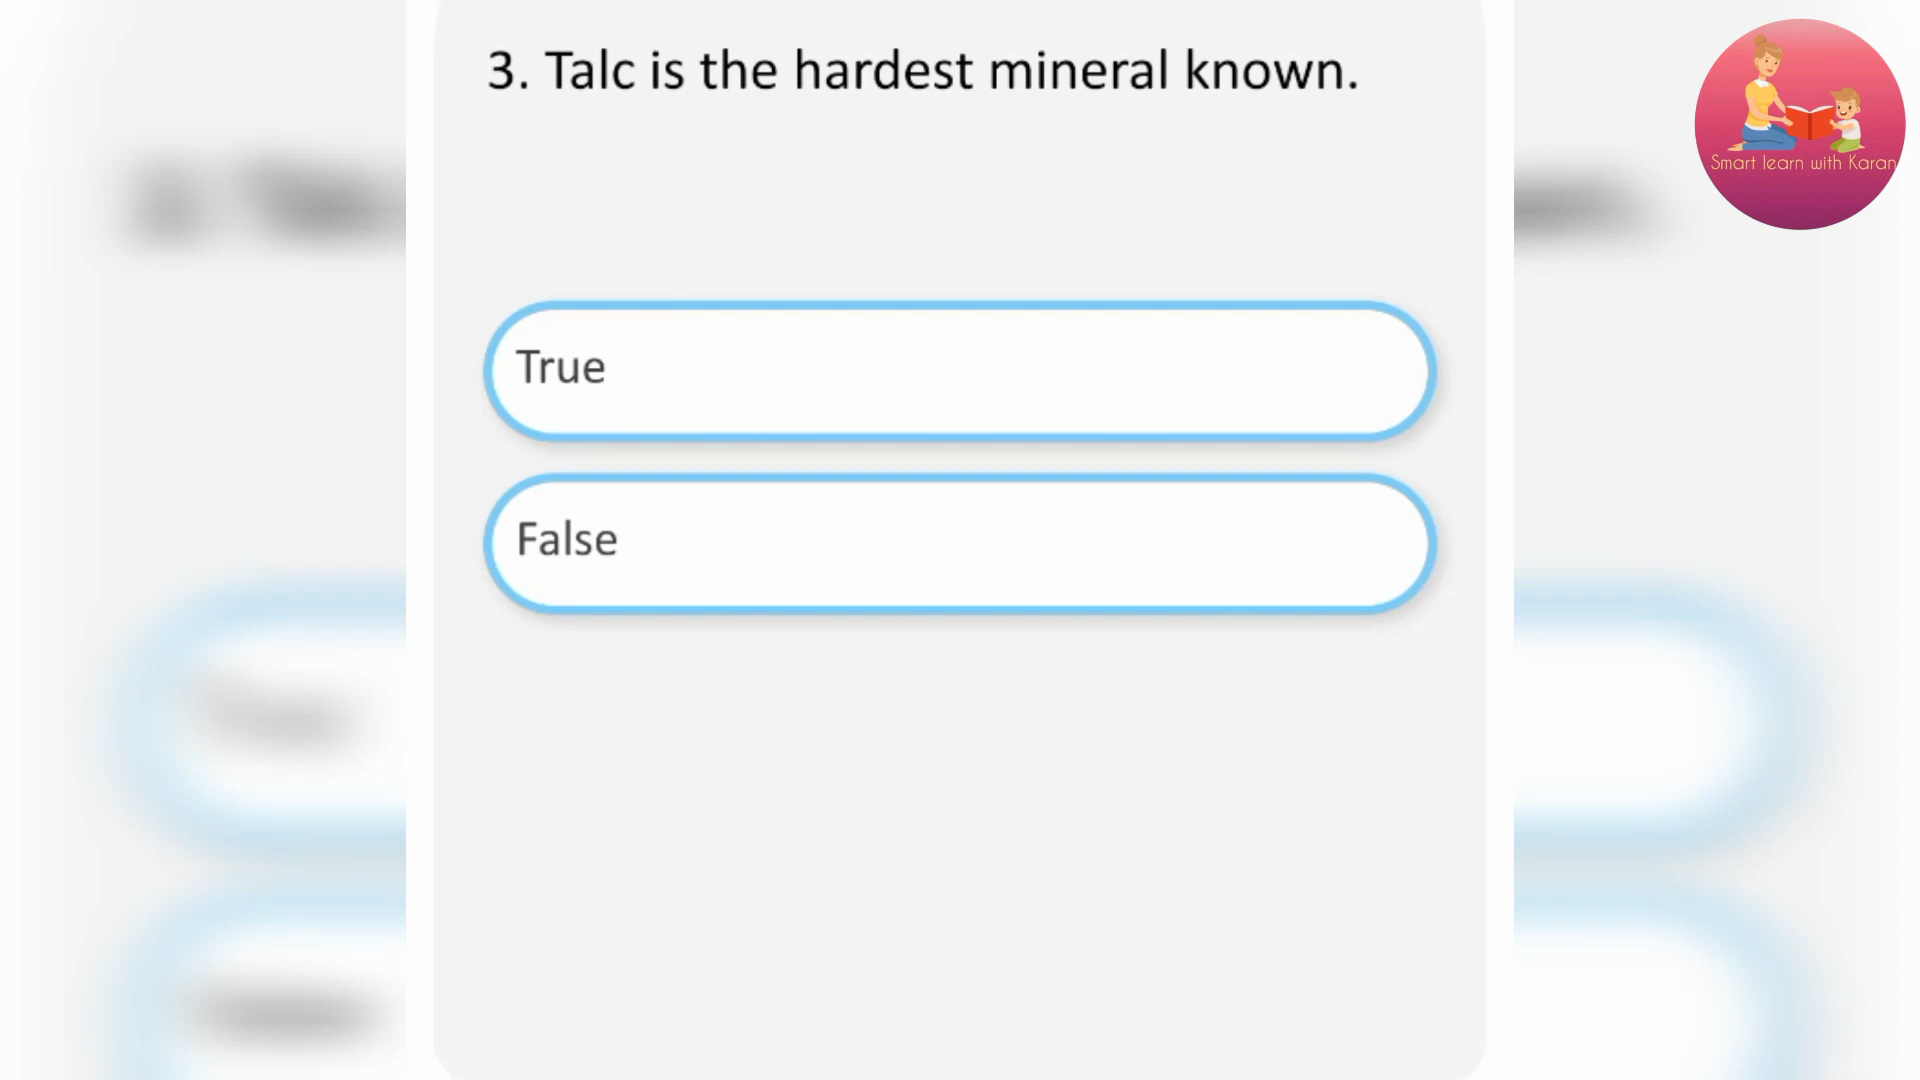 3. Talc is the hardest mineral known.
Smart learn with Karan
True
False